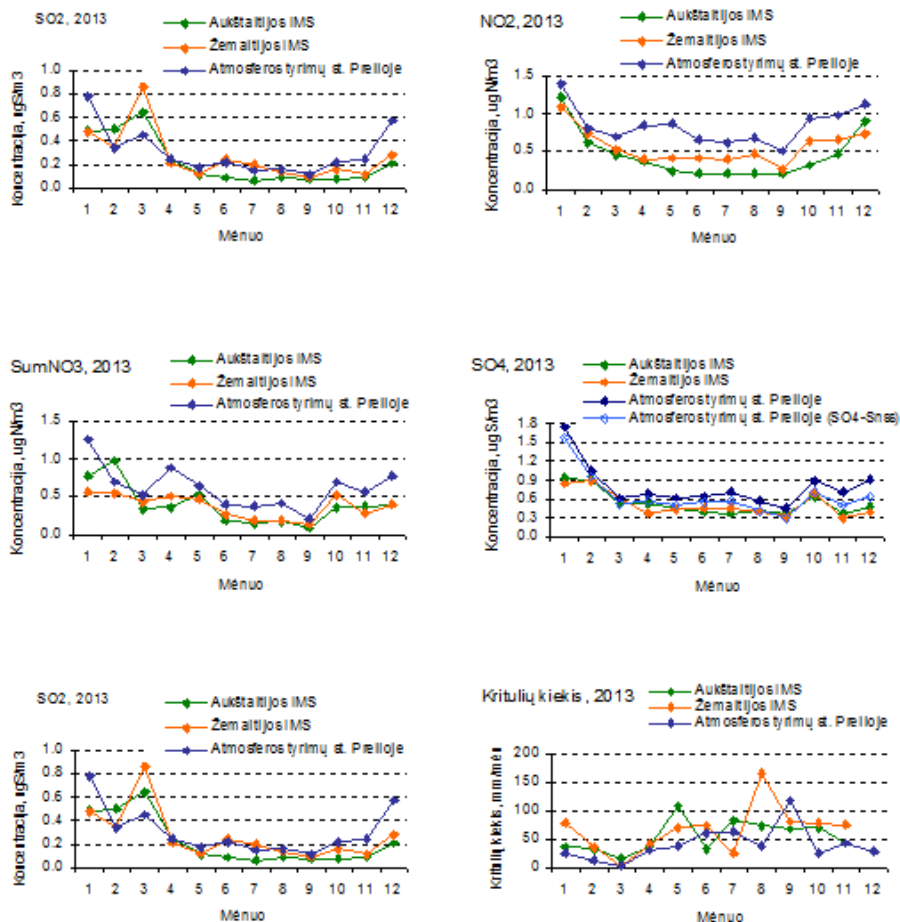 SO2, 2013
Aukštaitijos IMS
Žemaitijos IMS
Atmosferos tyrimų st. Preiloje
Koncentracija, ugS/m3
1.0
0.8
0.6
0.4
0.2
0.0
1 2 3 4 5 6 7 8 9 10 11 12
Mėnuo
NO2, 2013
Aukštaitijos IMS
Žemaitijos IMS
Atmosferos tyrimų st. Preiloje
Koncentracija, ugN/m3
1.5
1.0
0.5
0.0
1 2 3 4 5 6 7 8 9 10 11 12
Mėnuo
SumNO3, 2013
Aukštaitijos IMS
Žemaitijos IMS
Atmosferos tyrimų st. Preiloje
Koncentracija, ugN/m3
1.5
1.0
0.5
0.0
1 2 3 4 5 6 7 8 9 10 11 12
Mėnuo
SO4, 2013
Aukštaitijos IMS
Žemaitijos IMS
Atmosferos tyrimų st. Preiloje
Atmosferos tyrimų st. Preiloje (SO4-Snss)
Koncentracija, ugS/m3
1.8
1.5
1.2
0.9
0.6
0.3
1 2 3 4 5 6 7 8 9 10 11 12
Mėnuo
SO2, 2013
Aukštaitijos IMS
Žemaitijos IMS
Atmosferos tyrimų st. Preiloje
Koncentracija, ugS/m3
1.0
0.8
0.6
0.4
0.2
0.0
1 2 3 4 5 6 7 8 9 10 11 12
Mėnuo
Kritulių kiekis, 2013
Aukštaitijos IMS
Žemaitijos IMS
Atmosferos tyrimų st. Preiloje
Kritulių kiekis, mm/mėn
200
150
100
50
0
1 2 3 4 5 6 7 8 9 10 11 12
Mėnuo